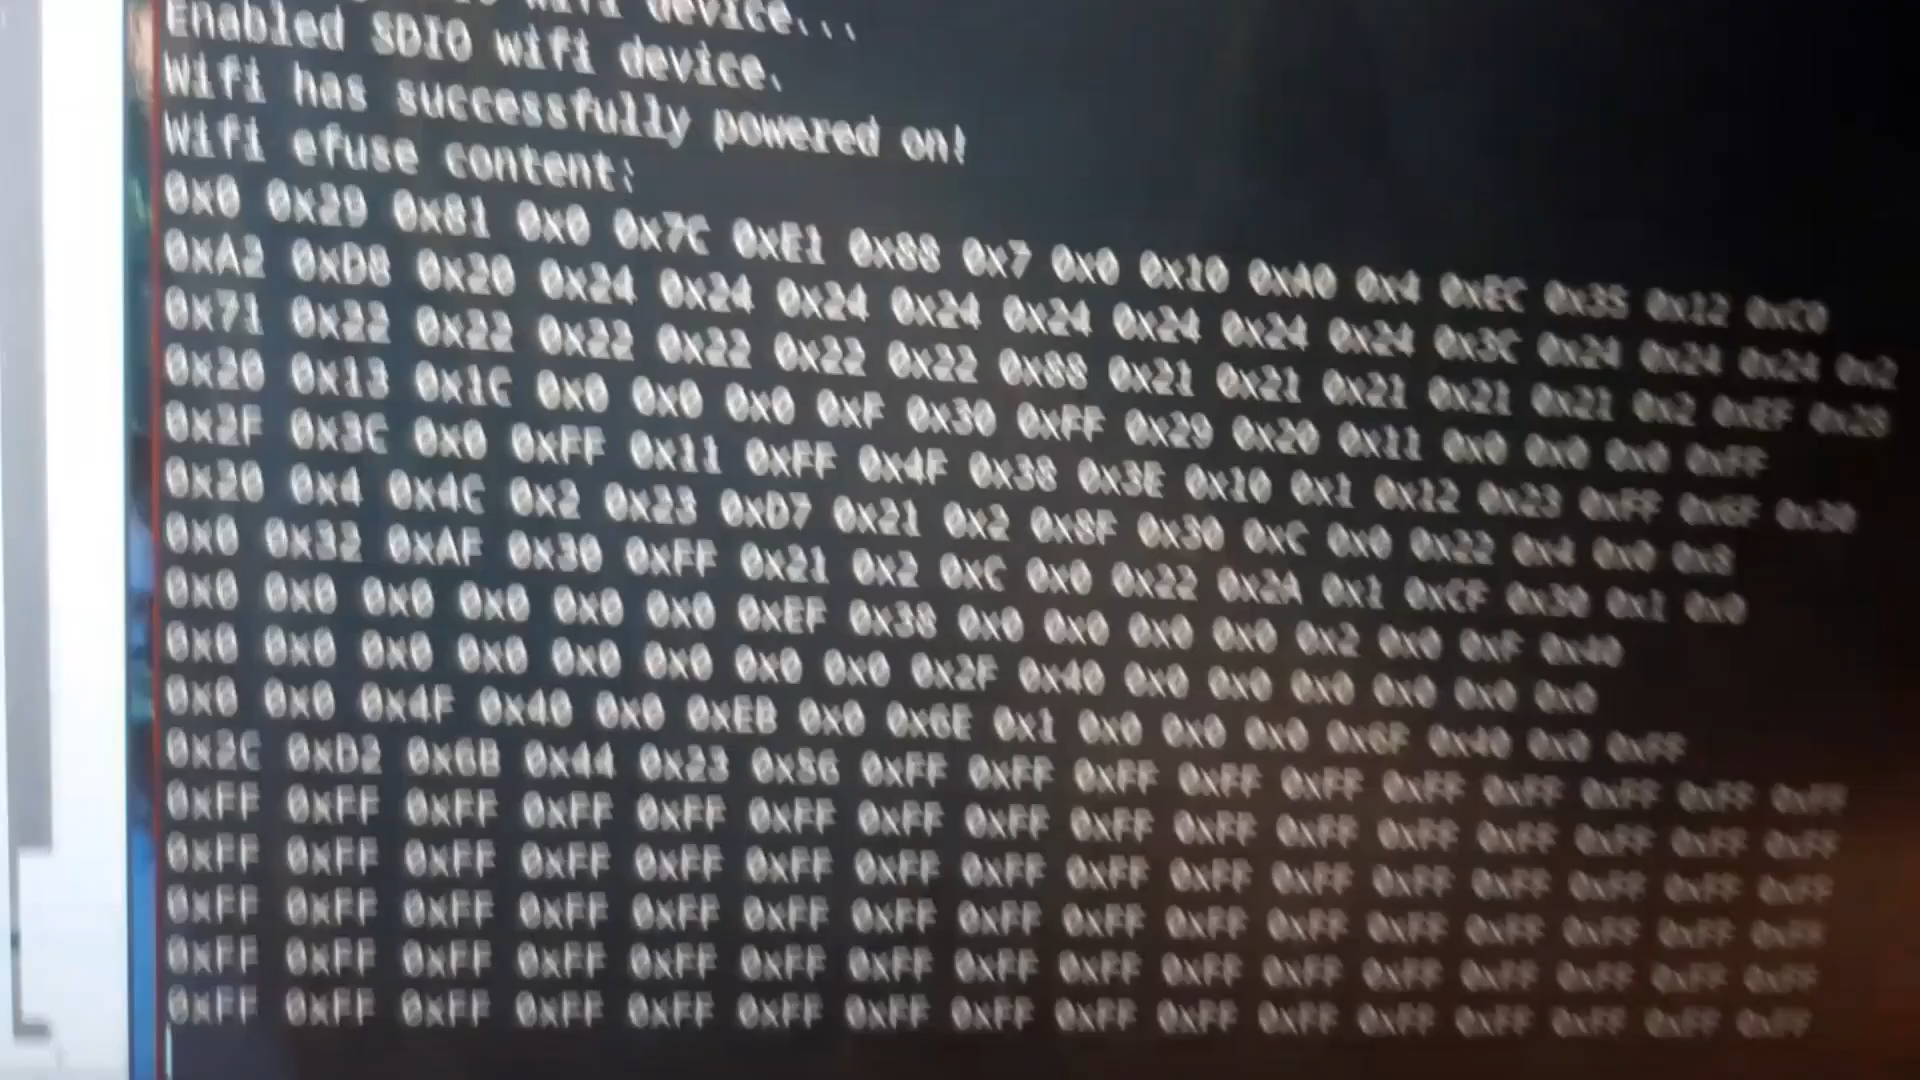 wifi device...
Enabled SDIO wifi device.
Wifi has successfully powered on!
Wifi efuse content:
0x0 0x29 0x81 0x0 0x7C 0xE1 0x88 0x7 0x0 0x10 0xA0 0x4 0xEC 0x35 0x12 0xC0
0xA2 0xD8 0x20 0x24 0x24 0x24 0x24 0x24 0x24 0x24 0x24 0x3C 0x24 0x24 0x24 0x2
0x71 0x22 0x22 0x22 0x22 0x22 0x22 0x88 0x21 0x21 0x21 0x21 0x21 0x2 0xEF 0x28
0x20 0x13 0x1C 0x0 0x0 0x0 0xF 0x30 0xFF 0x29 0x20 0x11 0x0 0x0 0x0 0xFF
0x2F 0x3C 0x0 0xFF 0x11 0xFF 0x4F 0x38 0x3E 0x10 0x1 0x12 0x23 0xFF 0x6F 0x30
0x20 0x4 0x4C 0x2 0x23 0xD7 0x21 0x2 0x8F 0x30 0xC 0x0 0x22 0x4 0x0 0x8
0x0 0x32 0xAF 0x30 0xFF 0x21 0x2 0xC 0x0 0x22 0x2A 0x1 0xCF 0x30 0x1 0x0
0x0 0x0 0x0 0x0 0x0 0x0 0xEF 0x38 0x0 0x0 0x0 0x0 0x2 0x0 0xF 0x40
0x0 0x0 0x0 0x0 0x0 0x0 0x0 0x0 0x2F 0x40 0x0 0x0 0x0 0x0 0x0 0x0
0x0 0x0 0x4F 0x40 0x0 0xEB 0x0 0x6E 0x1 0x0 0x0 0x0 0x6F 0x40 0x0 0xFF
0x2C 0xD2 0x6B 0x44 0x23 0x56 0xFF 0xFF 0xFF 0xFF 0xFF 0xFF 0xFF 0xFF 0xFF 0xFF
0xFF 0xFF 0xFF 0xFF 0xFF 0xFF 0xFF 0xFF 0xFF 0xFF 0xFF 0xFF 0xFF 0xFF 0xFF 0xFF
0xFF 0xFF 0xFF 0xFF 0xFF 0xFF 0xFF 0xFF 0xFF 0xFF 0xFF 0xFF 0xFF 0xFF 0xFF 0xFF
0xFF 0xFF 0xFF 0xFF 0xFF 0xFF 0xFF 0xFF 0xFF 0xFF 0xFF 0xFF 0xFF 0xFF 0xFF 0xFF
0xFF 0xFF 0xFF 0xFF 0xFF 0xFF 0xFF 0xFF 0xFF 0xFF 0xFF 0xFF 0xFF 0xFF 0xFF 0xFF
0xFF 0xFF 0xFF 0xFF 0xFF 0xFF 0xFF 0xFF 0xFF 0xFF 0xFF 0xFF 0xFF 0xFF 0xFF 0xFF